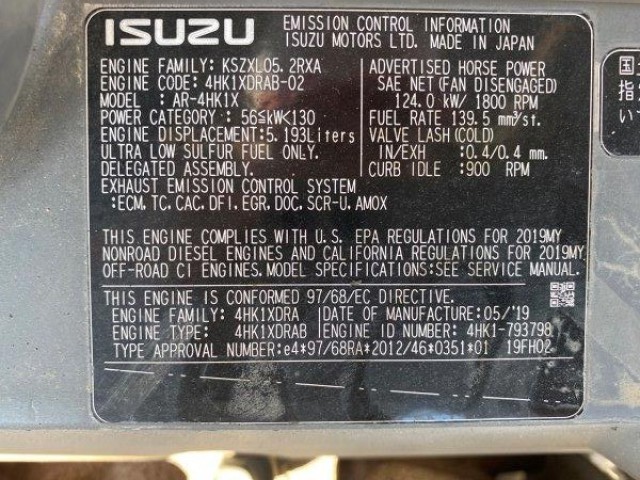 ISUZU
EMISSION CONTROL INFORMATION
ISUZU MOTORS LTD. MADE IN JAPAN
ENGINE FAMILY: KSZXL05.2RXA
ENGINE CODE: 4HK1XDRAB-02
MODEL : AR-4HK1X
POWER CATEGORY : 56≤kW<130
ENGINE DISPLACEMENT:5.193Liters
ULTRA LOW SULFUR FUEL ONLY.
DELEGATED ASSEMBLY.
EXHAUST EMISSION CONTROL SYSTEM
:ECM,TC,CAC,DFI,EGR,DOC,SCR-U,AMOX
ADVERTISED HORSE POWER
SAE NET(FAN DISENGAGED)
124.0 kW/ 1800 RPM
FUEL RATE 139.5 mm³/st.
VALVE LASH(COLD)
IN/EXH :0.4/0.4 mm.
CURB IDLE :900 RPM
THIS ENGINE COMPLIES WITH U.S. EPA REGULATIONS FOR 2019MY
NONROAD DIESEL ENGINES AND CALIFORNIA REGULATIONS FOR 2019MY
OFF-ROAD CI ENGINES.MODEL SPECIFICATIONS:SEE SERVICE MANUAL.
THIS ENGINE IS CONFORMED 97/68/EC DIRECTIVE.
ENGINE FAMILY: 4HK1XDRA DATE OF MANUFACTURE:05/'19
ENGINE TYPE: 4HK1XDRAB ENGINE ID NUMBER: 4HK1-793798
TYPE APPROVAL NUMBER:e4*97/68RA*2012/46*0351*01 19FH02
国
指
い